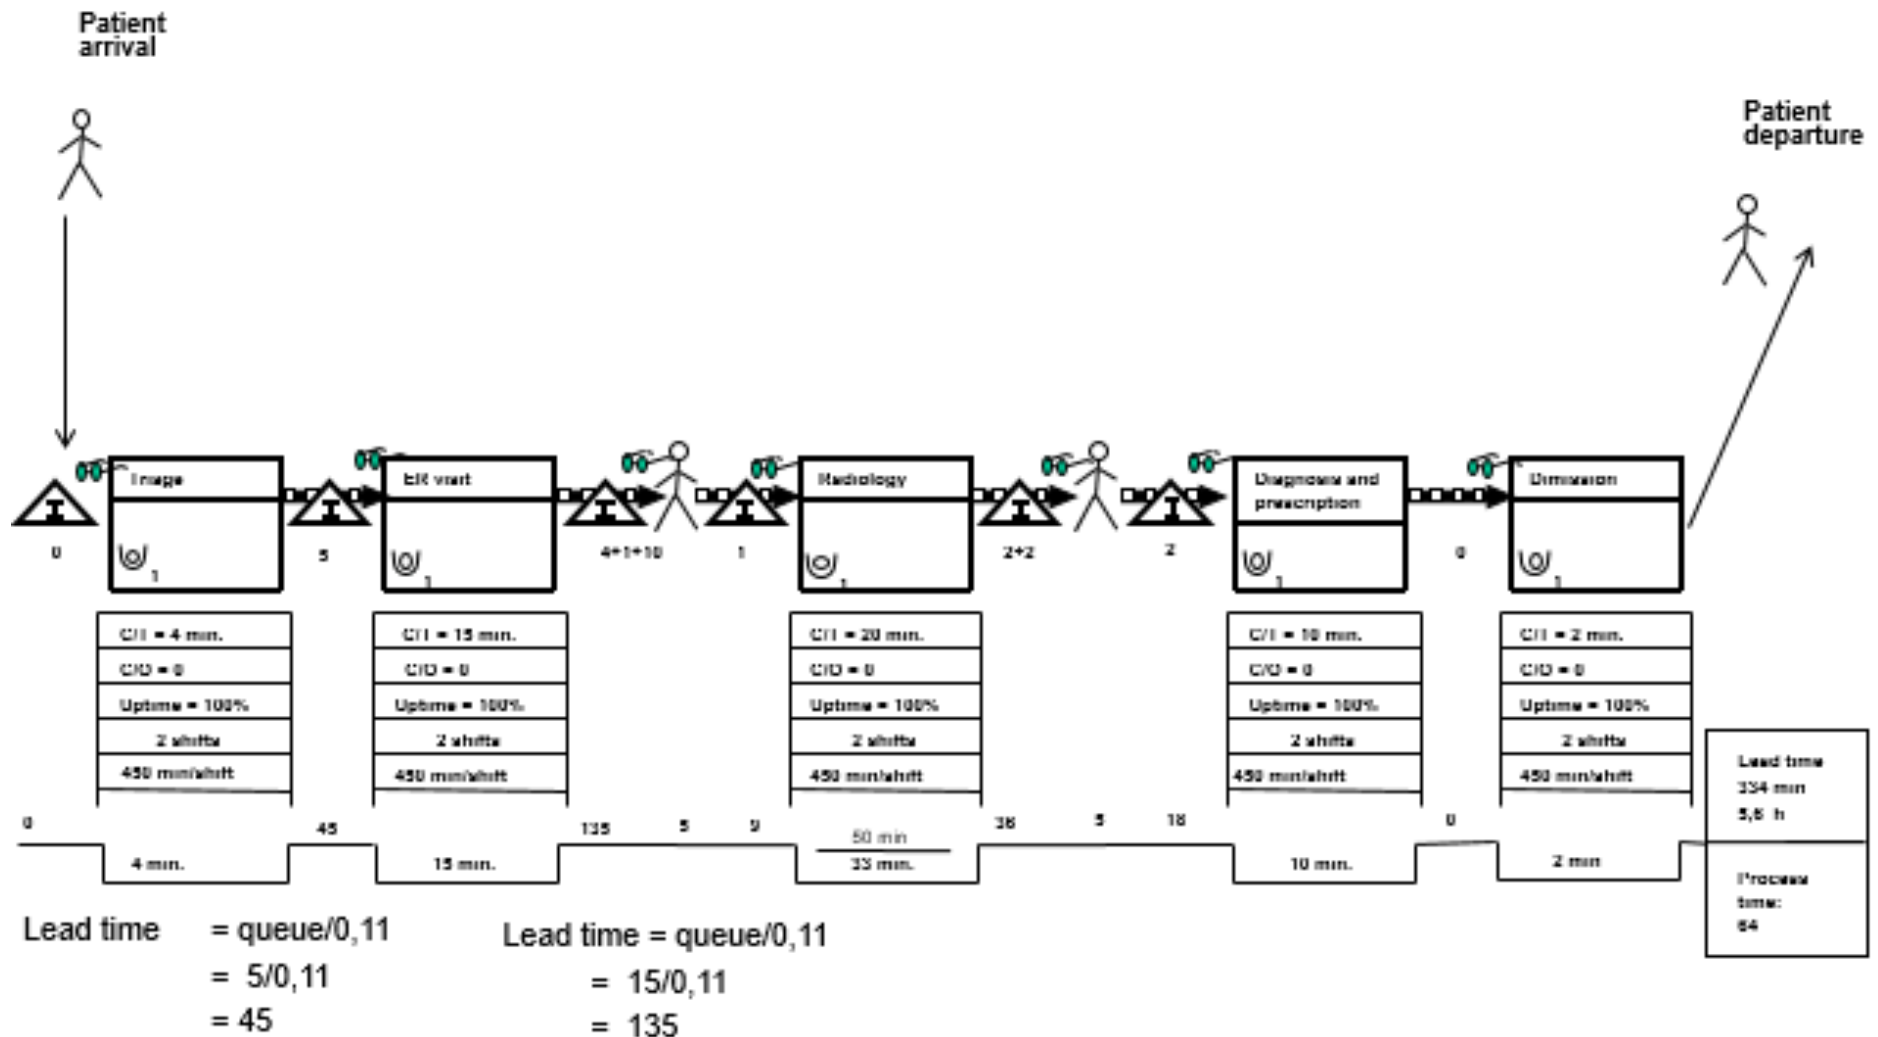 Patient
arrival
Patient
departure
Triage
ER visit
Radiology
Diagnosis and
prescription
Dimission
I
I
I
I
I
I
0
1
5
1
4+1+10
1
1
2+2
2
1
0
1
C/T = 4 min.
C/O = 0
Uptime = 100%
2 shifts
450 min/shift
C/T = 15 min.
C/O = 0
Uptime = 100%
2 shifts
450 min/shift
C/T = 20 min.
C/O = 0
Uptime = 100%
2 shifts
450 min/shift
C/T = 10 min.
C/O = 0
Uptime = 100%
2 shifts
450 min/shift
C/T = 2 min.
C/O = 0
Uptime = 100%
2 shifts
450 min/shift
0
4 min.
45
15 min.
135
5
9
50 min
33 min.
36
5
18
10 min.
0
2 min
Lead time
334 min
5,6 h
Process
time:
64
Lead time = queue/0,11
= 5/0,11
= 45
Lead time = queue/0,11
= 15/0,11
= 135